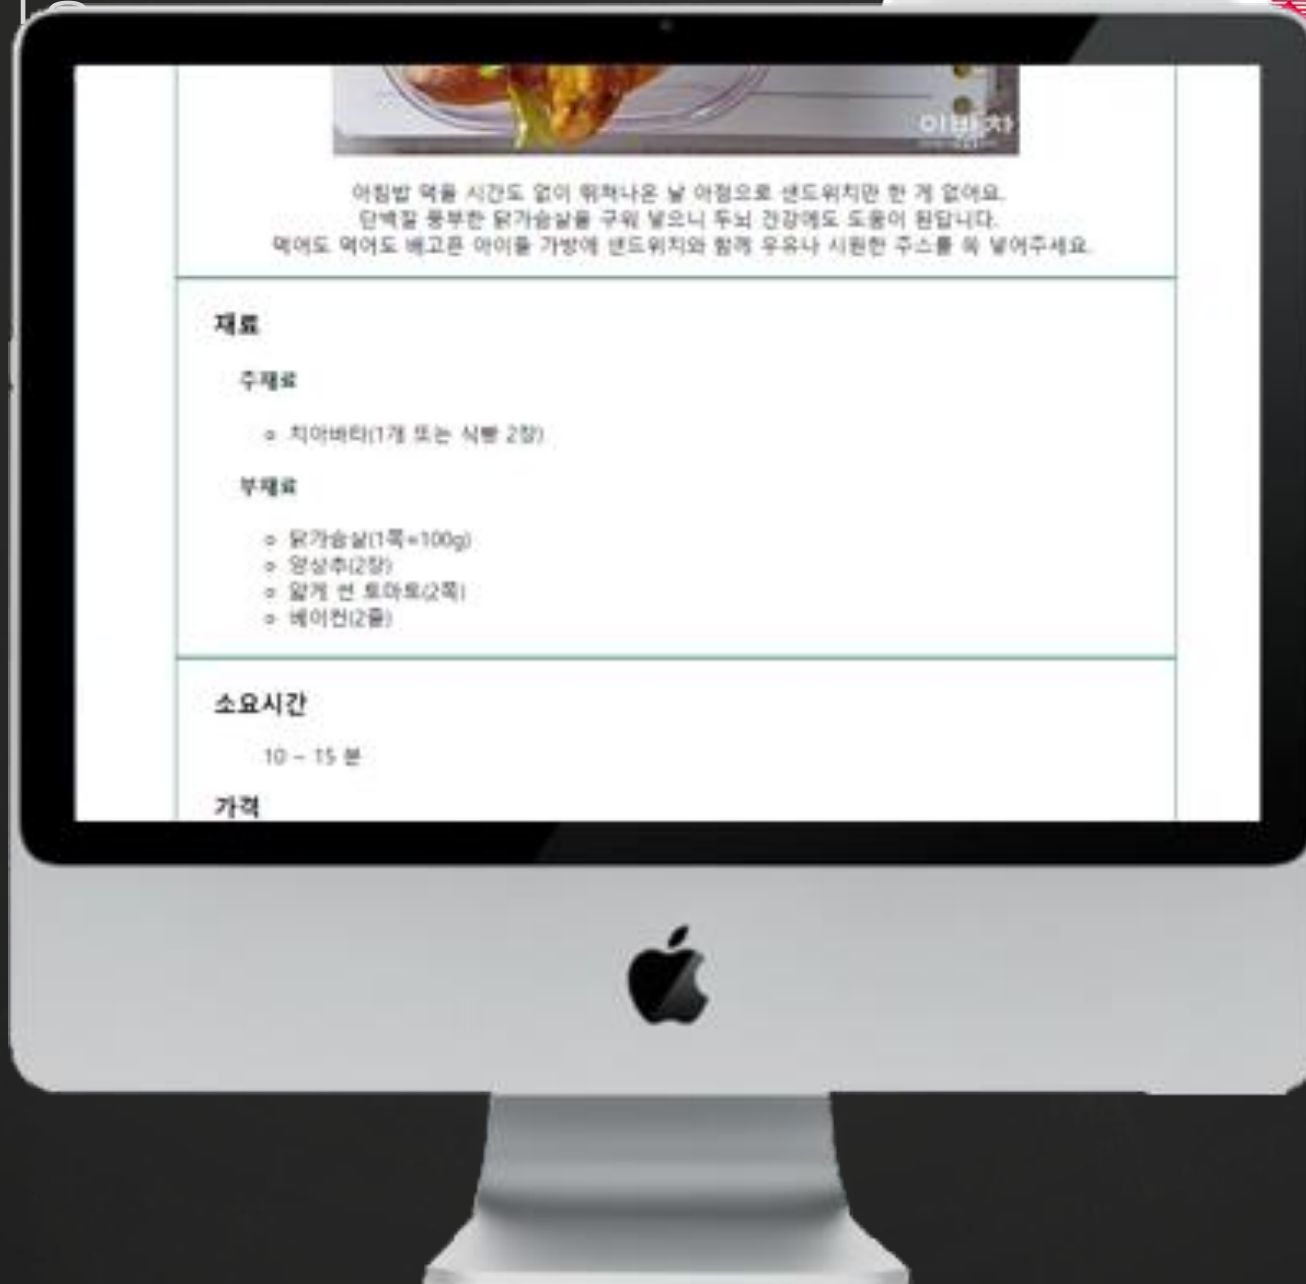 이밥차
아침밥 먹을 시간도 없이 뛰쳐나온 날 아점으로 샌드위치만 한 게 없어요.
단백질 풍부한 닭가슴살을 구워 넣으니 두뇌 건강에도 도움이 된답니다.
먹어도 먹어도 배고픈 아이들 가방에 샌드위치와 함께 우유나 시원한 주스를 쏙 넣어주세요.
재료
주재료
치아바타(1개 또는 식빵 2장)
부재료
닭가슴살(1쪽=100g)
양상추(2장)
얇게 썬 토마토(2쪽)
베이컨(2줄)
소요시간
10 ~ 15 분
가격